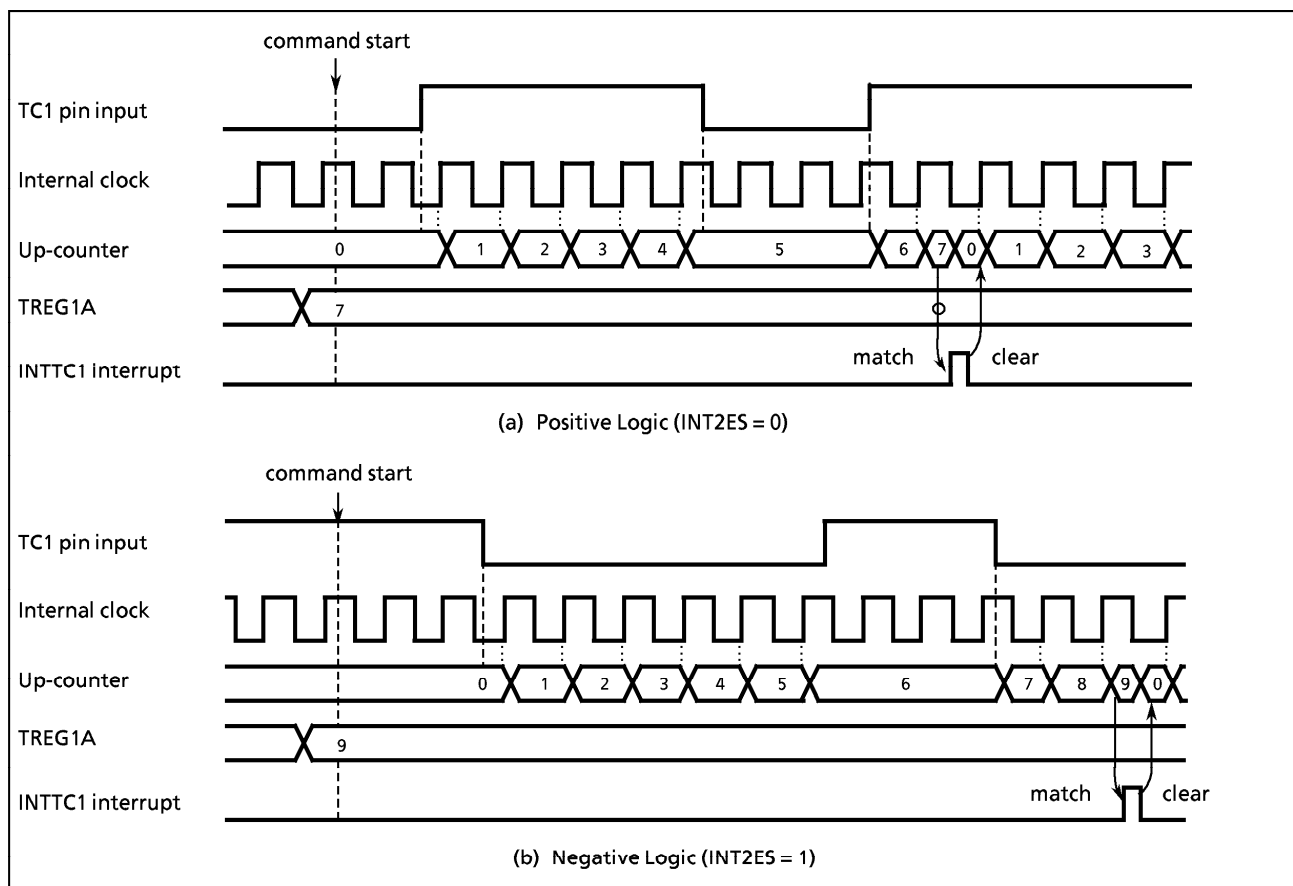 command start
TC1 pin input
Internal clock
Up-counter 0 1 2 3 4 5 6 7 0 1 2 3
TREG1A 7
match clear
INTTC1 interrupt
(a) Positive Logic (INT2ES = 0)
command start
TC1 pin input
Internal clock
Up-counter 0 1 2 3 4 5 6 7 8 9 0
TREG1A 9
INTTC1 interrupt match clear
(b) Negative Logic (INT2ES = 1)